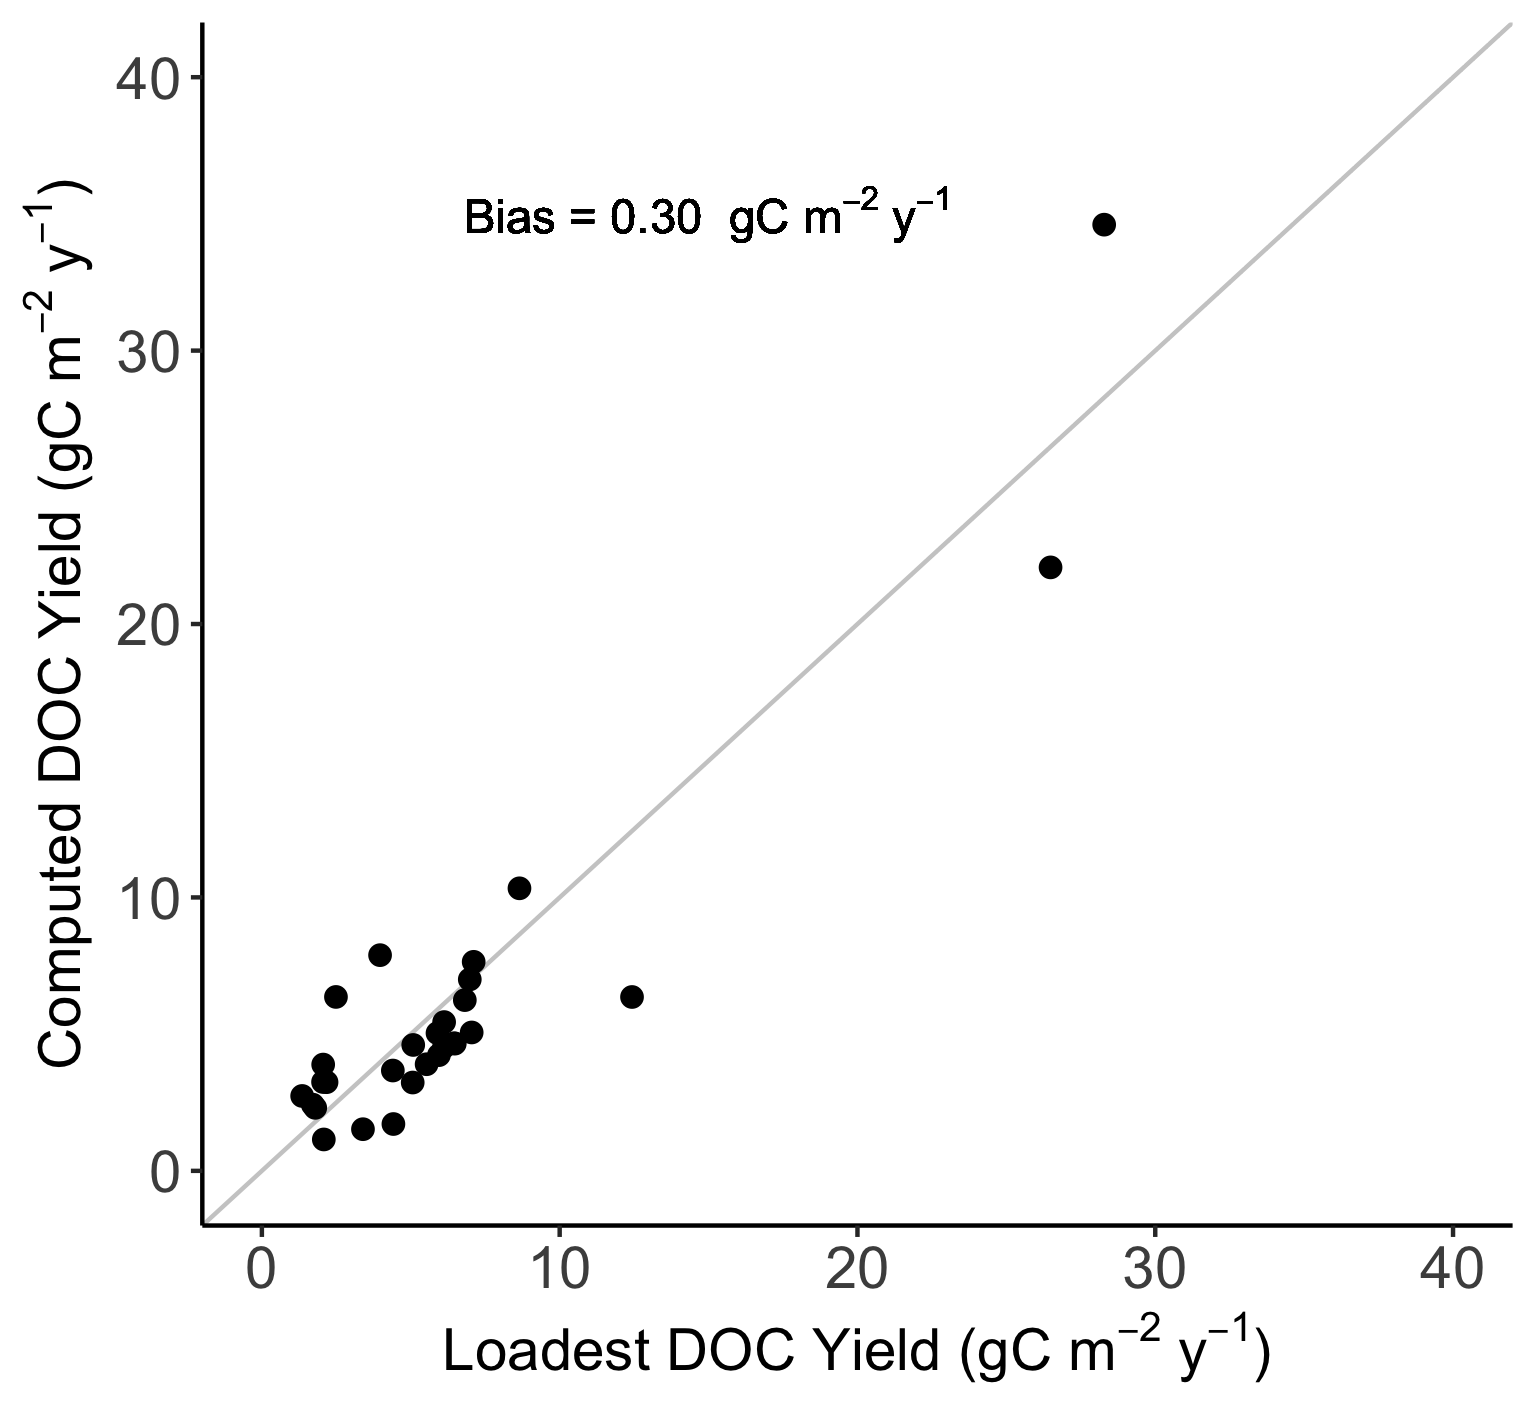 40
30
20
10
0
Computed DOC Yield (gC m⁻² y⁻¹)
Bias = 0.30  gC m⁻² y⁻¹
0 10 20 30 40
Loadest DOC Yield (gC m⁻² y⁻¹)